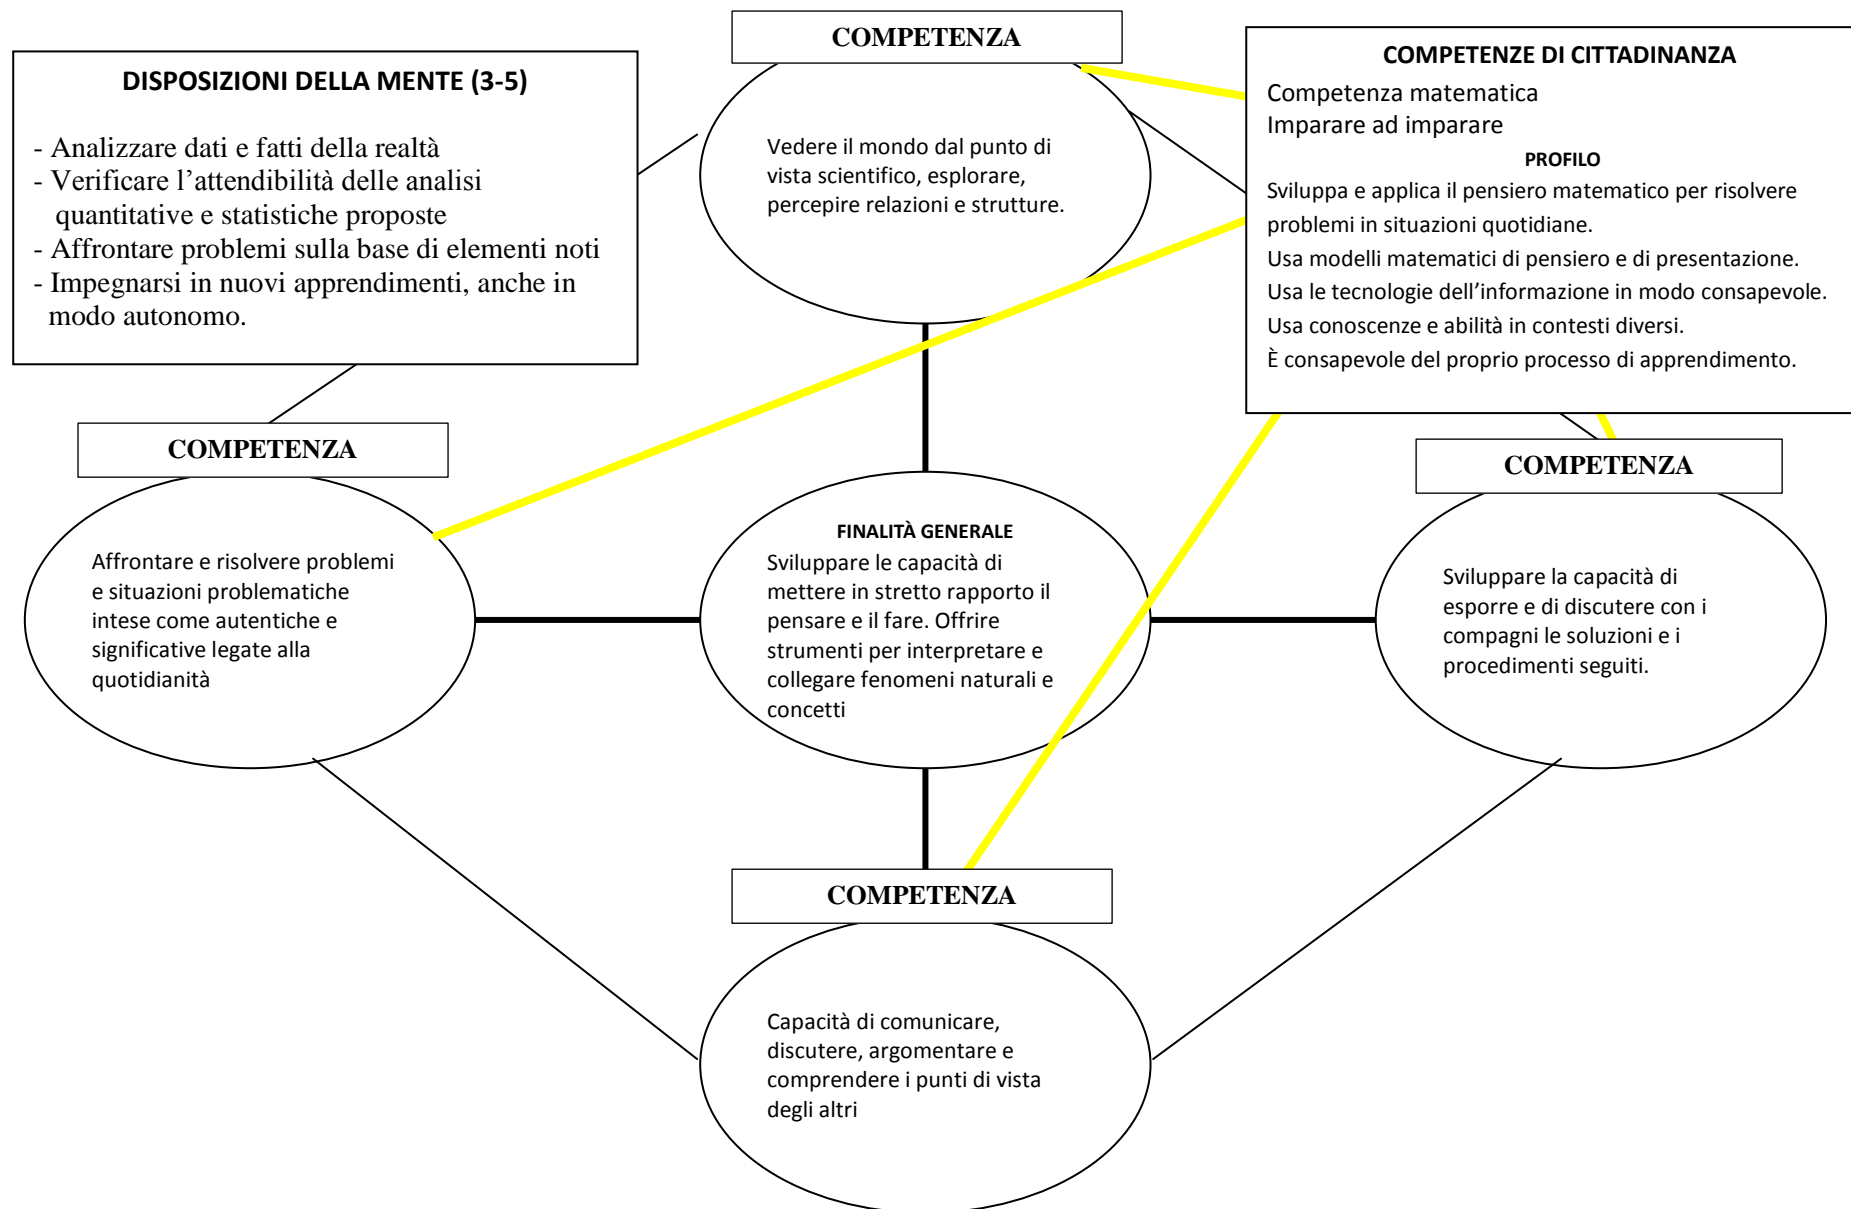 COMPETENZA
Vedere il mondo dal punto di
vista scientifico, esplorare,
percepire relazioni e strutture.
DISPOSIZIONI DELLA MENTE (3-5)
- Analizzare dati e fatti della realtà
- Verificare l’attendibilità delle analisi
quantitative e statistiche proposte
- Affrontare problemi sulla base di elementi noti
- Impegnarsi in nuovi apprendimenti, anche in
modo autonomo.
COMPETENZE DI CITTADINANZA
Competenza matematica
Imparare ad imparare
PROFILO
Sviluppa e applica il pensiero matematico per risolvere
problemi in situazioni quotidiane.
Usa modelli matematici di pensiero e di presentazione.
Usa le tecnologie dell’informazione in modo consapevole.
Usa conoscenze e abilità in contesti diversi.
È consapevole del proprio processo di apprendimento.
COMPETENZA
Affrontare e risolvere problemi
e situazioni problematiche
intese come autentiche e
significative legate alla
quotidianità
FINALITÀ GENERALE
Sviluppare le capacità di
mettere in stretto rapporto il
pensare e il fare. Offrire
strumenti per interpretare e
collegare fenomeni naturali e
concetti
COMPETENZA
Sviluppare la capacità di
esporre e di discutere con i
compagni le soluzioni e i
procedimenti seguiti.
COMPETENZA
Capacità di comunicare,
discutere, argomentare e
comprendere i punti di vista
degli altri